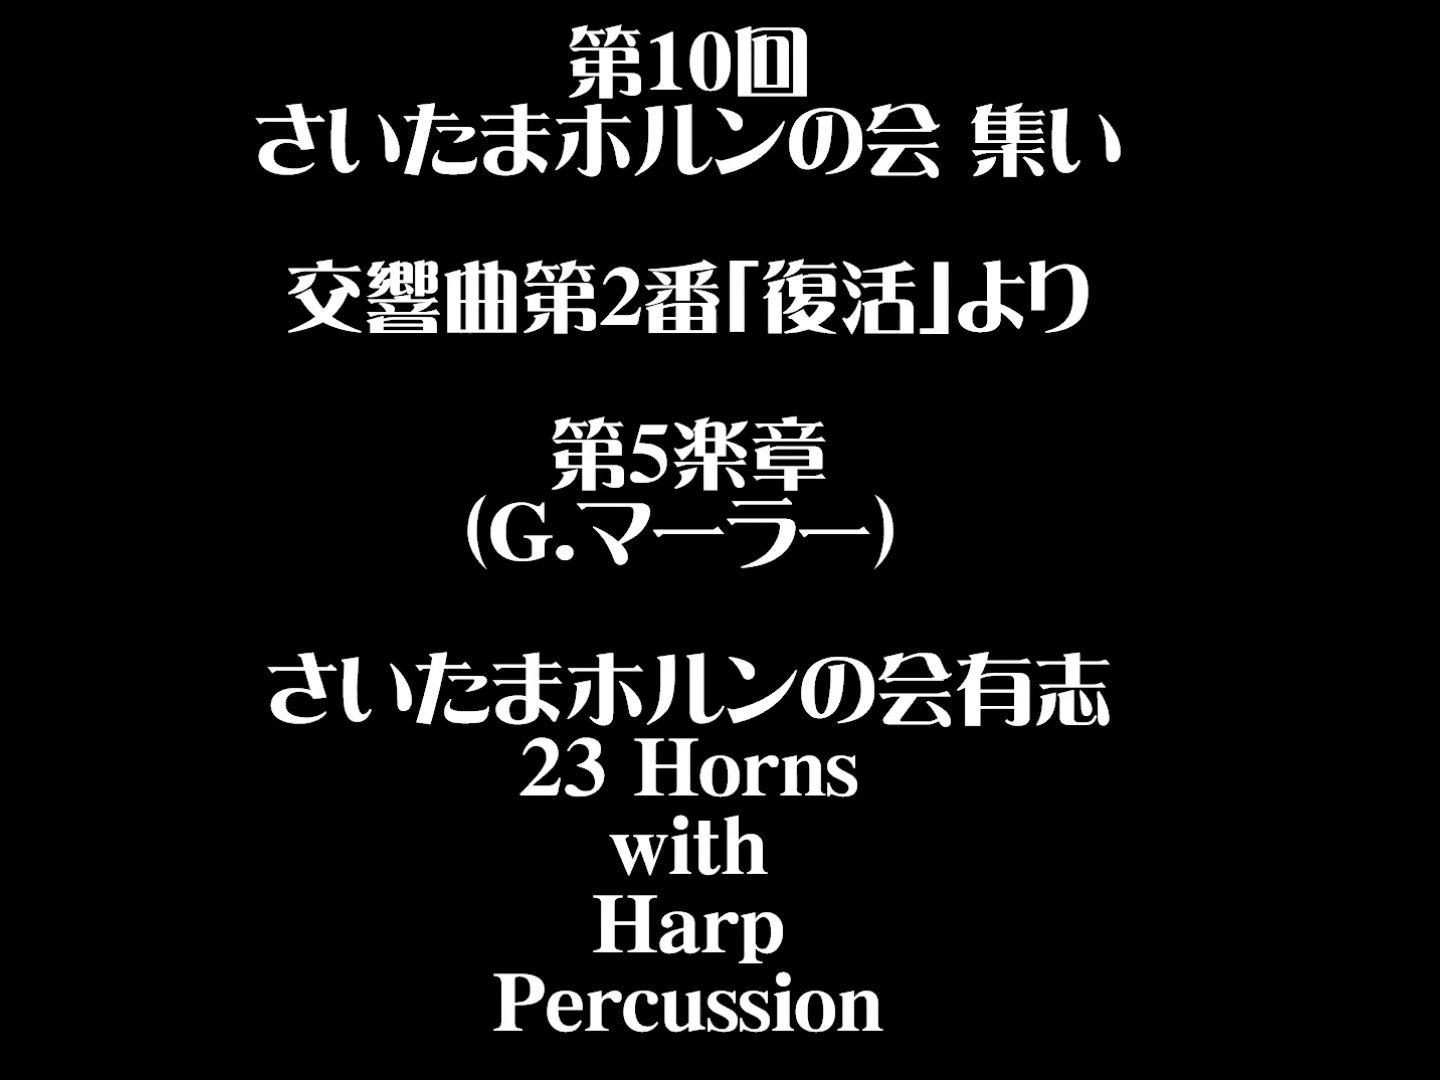 第10回
さいたまホルンの会 集い
交響曲第2番「復活」より
第5楽章
(G.マーラー)
さいたまホルンの会有志
23 Horns
with
Harp
Percussion